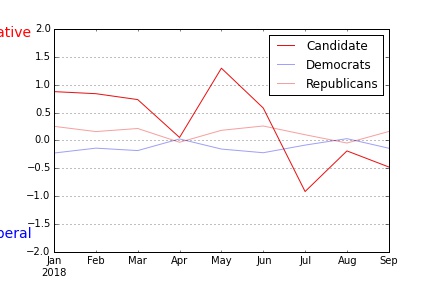 ative
2.0
1.5
1.0
0.5
0.0
−0.5
−1.0
−1.5
−2.0
beral
Candidate
Democrats
Republicans
Jan Feb Mar Apr May Jun Jul Aug Sep
2018